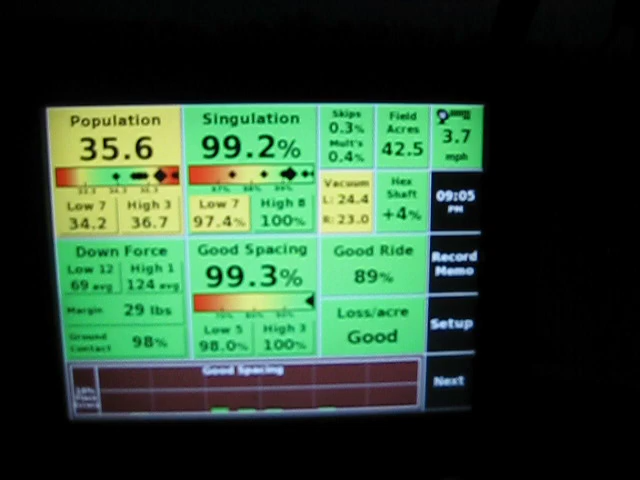 Population
35.6
Low 7
34.2
High 3
36.7
Singulation
99.2%
97% 98% 99%
Low 7
97.4%
High 8
100%
Skips
0.3%
Mult's
0.4%
Field
Acres
42.5
3.7
mph
Vacuum
L: 24.4
R: 23.0
Hex
Shaft
+4%
09:05
PM
Down Force
Low 12
69 avg
High 1
124 avg
Margin 29 lbs
Ground
Contact 98%
Good Spacing
99.3%
Low 5
98.0%
High 3
100%
Good Ride
89%
Loss/acre
Good
Record
Memo
Setup
Next
Good Spacing